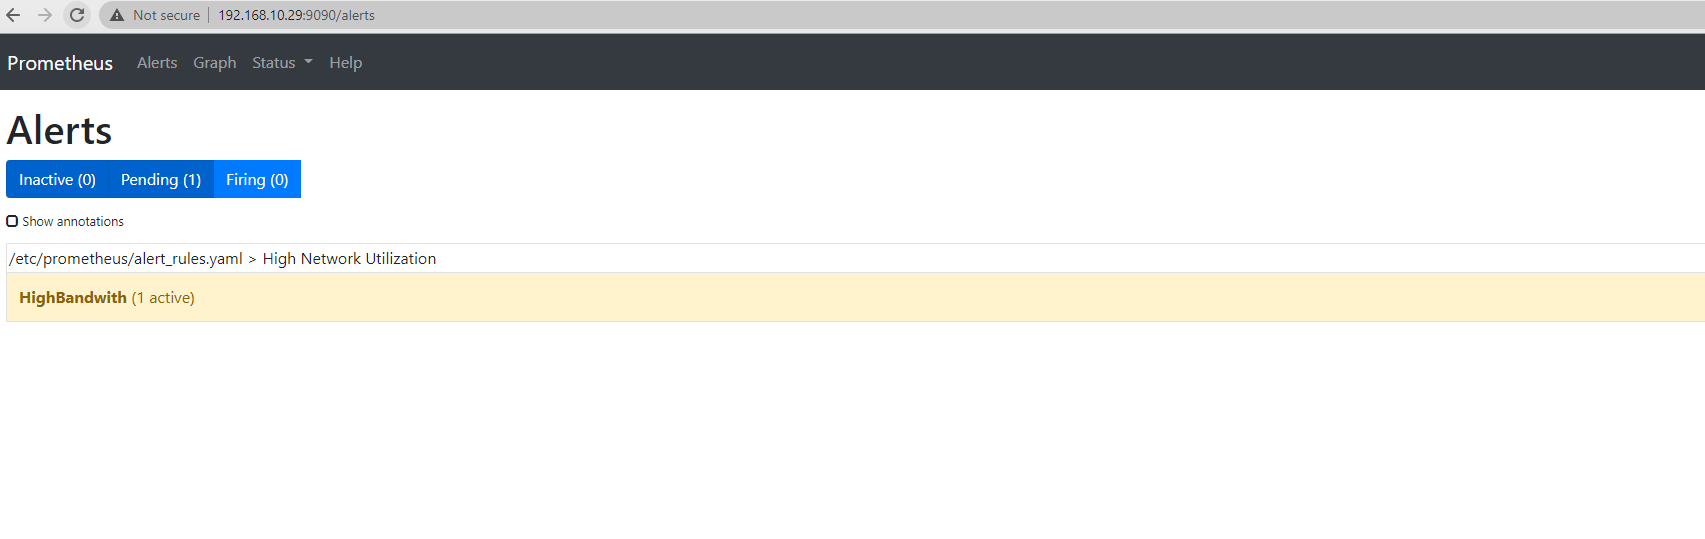 Not secure 192.168.10.29:9090/alerts
Prometheus Alerts Graph Status Help
Alerts
Inactive (0) Pending (1) Firing (0)
Show annotations
/etc/prometheus/alert_rules.yaml > High Network Utilization
HighBandwith (1 active)